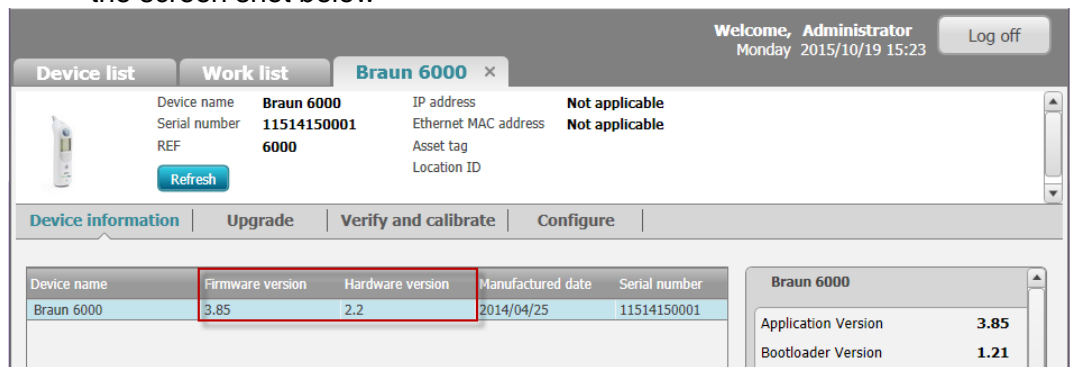 the screen shot below
Welcome, Administrator
Monday 2015/10/19 15:23
Log off
Device list Work list Braun 6000 ×
Device name Braun 6000 IP address Not applicable
Serial number 11514150001 Ethernet MAC address Not applicable
REF 6000 Asset tag
Location ID
Refresh
Device information Upgrade Verify and calibrate Configure
Device name Firmware version Hardware version Manufactured date Serial number
Braun 6000 3.85 2.2 2014/04/25 11514150001
Braun 6000
Application Version 3.85
Bootloader Version 1.21